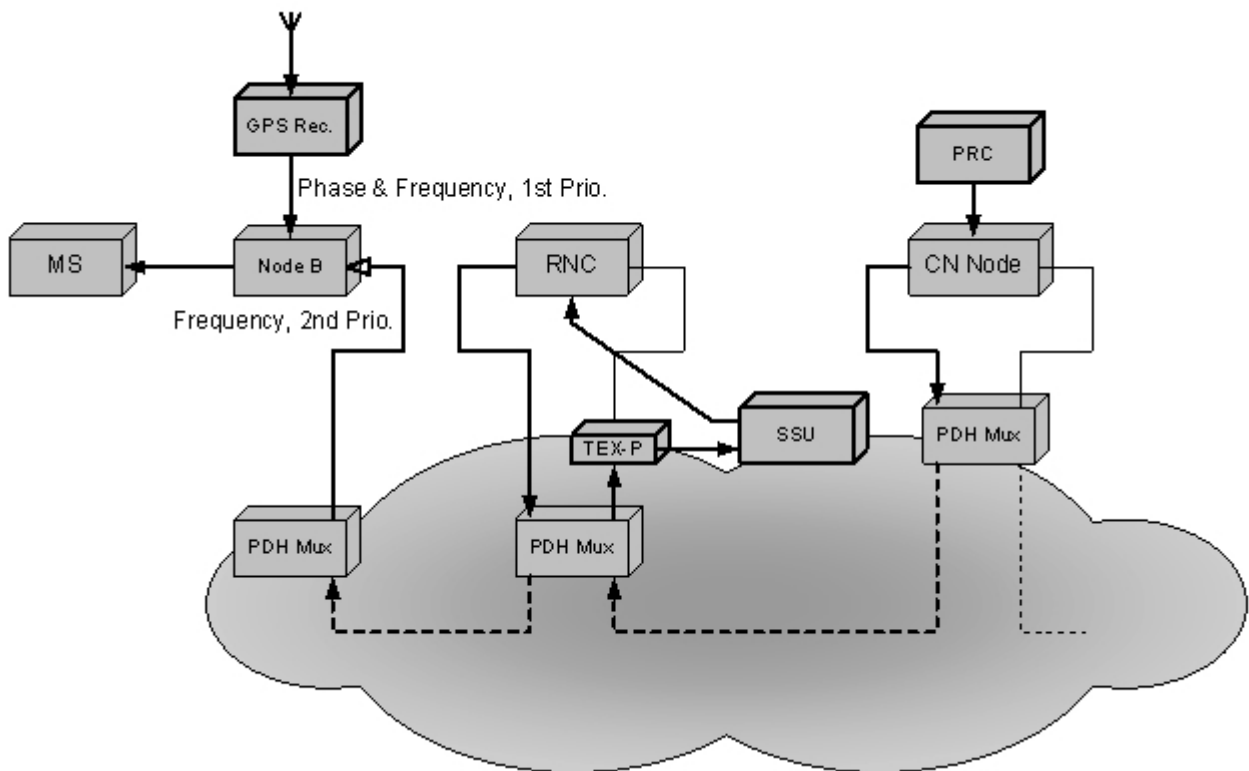 GPS Rec.
PRC
Phase & Frequency, 1st Prio.
MS
Node B
RNC
CN Node
Frequency, 2nd Prio.
TEX-P
SSU
PDH Mux
PDH Mux
PDH Mux